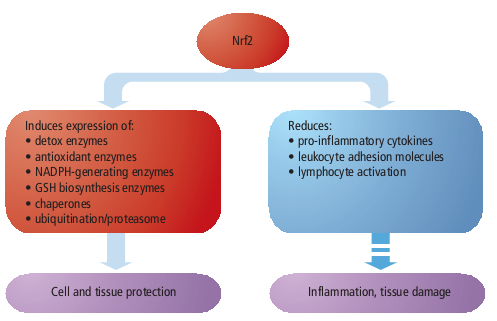 Nrf2
Induces expression of:
• detox enzymes
• antioxidant enzymes
• NADPH-generating enzymes
• GSH biosynthesis enzymes
• chaperones
• ubiquitination/proteasome
Reduces:
• pro-inflammatory cytokines
• leukocyte adhesion molecules
• lymphocyte activation
Cell and tissue protection
Inflammation, tissue damage